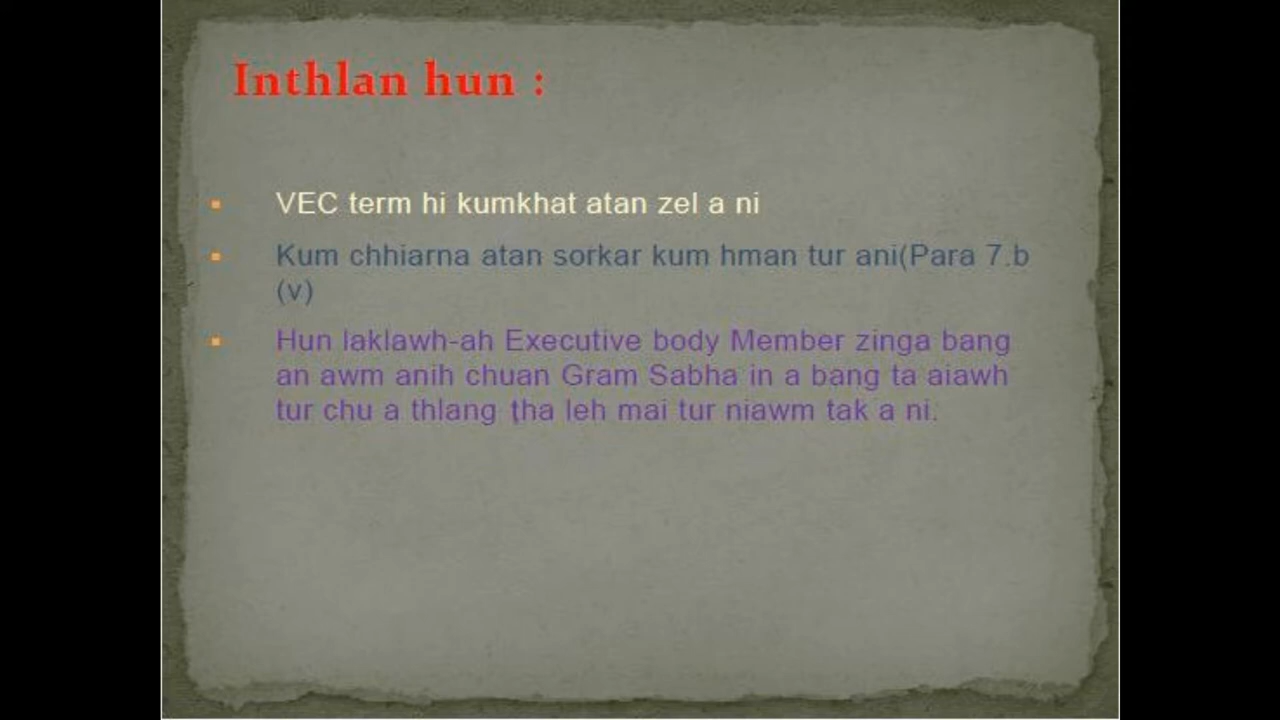 Inthlan hun :
VEC term hi kumkhat atan zel a ni
Kum chhiarna atan sorkar kum hman tur ani(Para 7.b
(v)
Hun laklawh-ah Executive body Member zinga bang
an awm anih chuan Gram Sabha in a bang ta aiawh
tur chu a thlang ṭha leh mai tur niawm tak a ni.